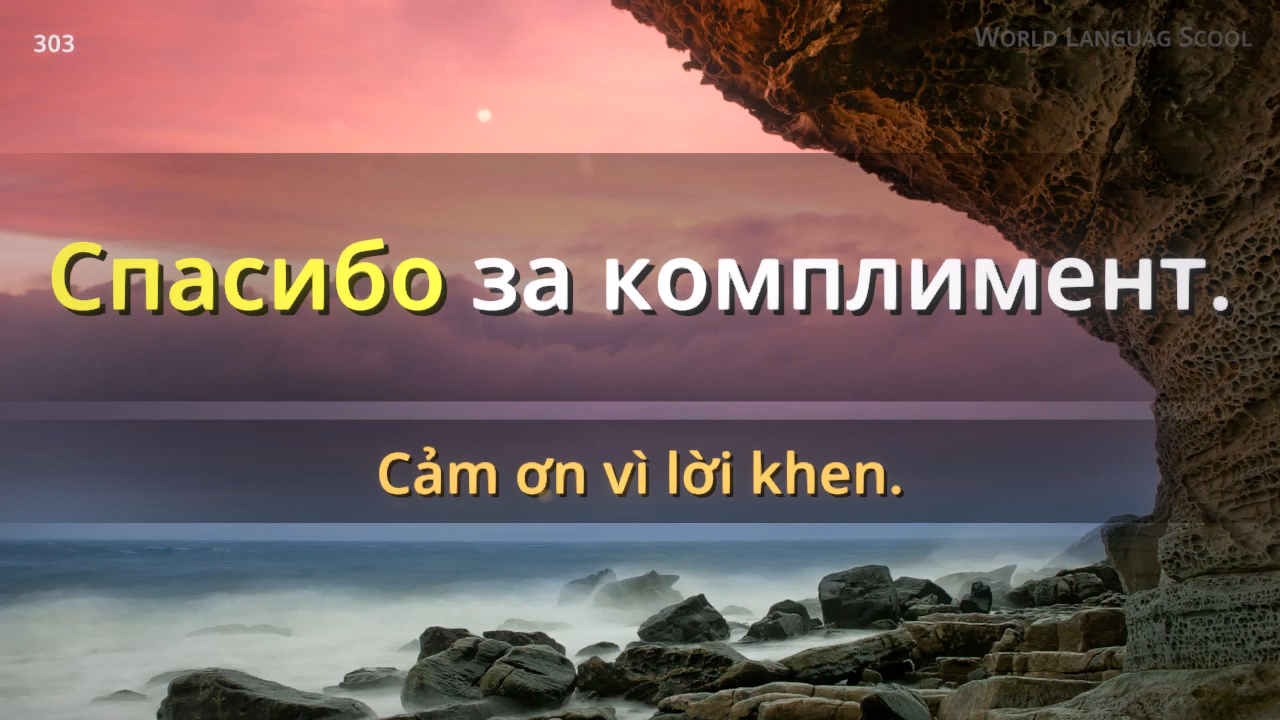 303
World Languag Scool
Спасибо за комплимент.
Cảm ơn vì lời khen.